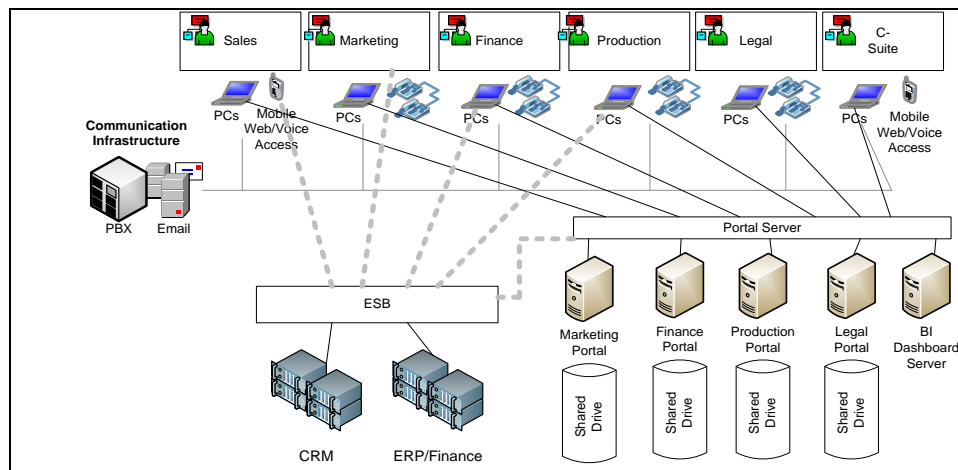 Sales
Marketing
Finance
Production
Legal
C-
Suite
PCs
Mobile
Web/Voice
Access
PCs
PCs
PCs
PCs
PCs
Mobile
Web/Voice
Access
Communication
Infrastructure
PBX
Email
Portal Server
ESB
Marketing
Portal
Finance
Portal
Production
Portal
Legal
Portal
BI
Dashboard
Server
Shared
Drive
Shared
Drive
Shared
Drive
Shared
Drive
CRM
ERP/Finance